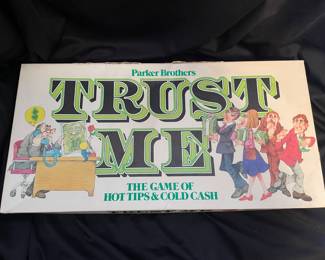 Parker Brothers
TRUST
ME
THE GAME OF
HOT TIPS & COLD CASH
$